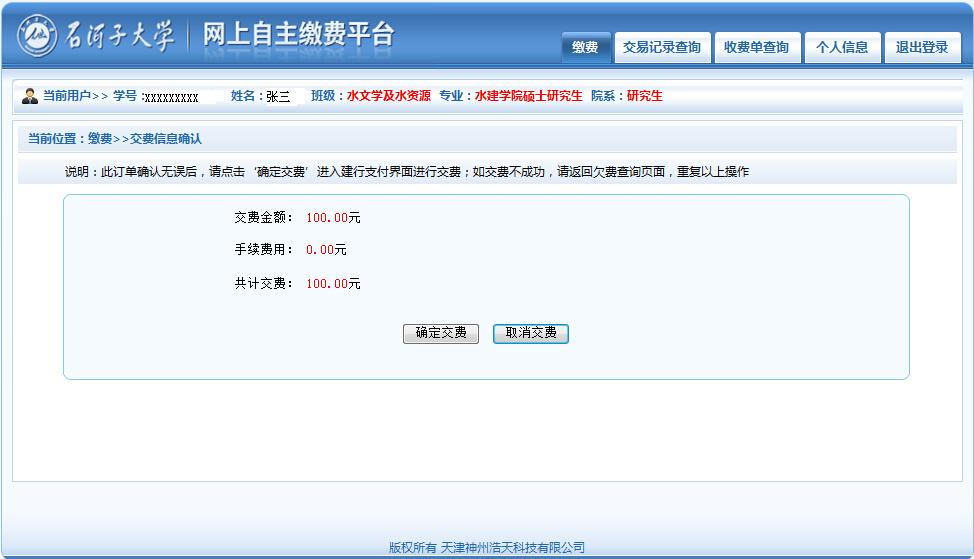 石河子大学 网上自主缴费平台
缴费 交易记录查询 收费单查询 个人信息 退出登录
当前用户>> 学号:xxxxxxxxx 姓名:张三 班级:水文学及水资源 专业:水建学院硕士研究生 院系:研究生
当前位置:缴费>>交费信息确认
说明:此订单确认无误后,请点击‘确定交费’进入建行支付界面进行交费;如交费不成功,请返回欠费查询页面,重复以上操作
交费金额: 100.00元
手续费用: 0.00元
共计交费: 100.00元
确定交费 取消交费
版权所有 天津神州浩天科技有限公司